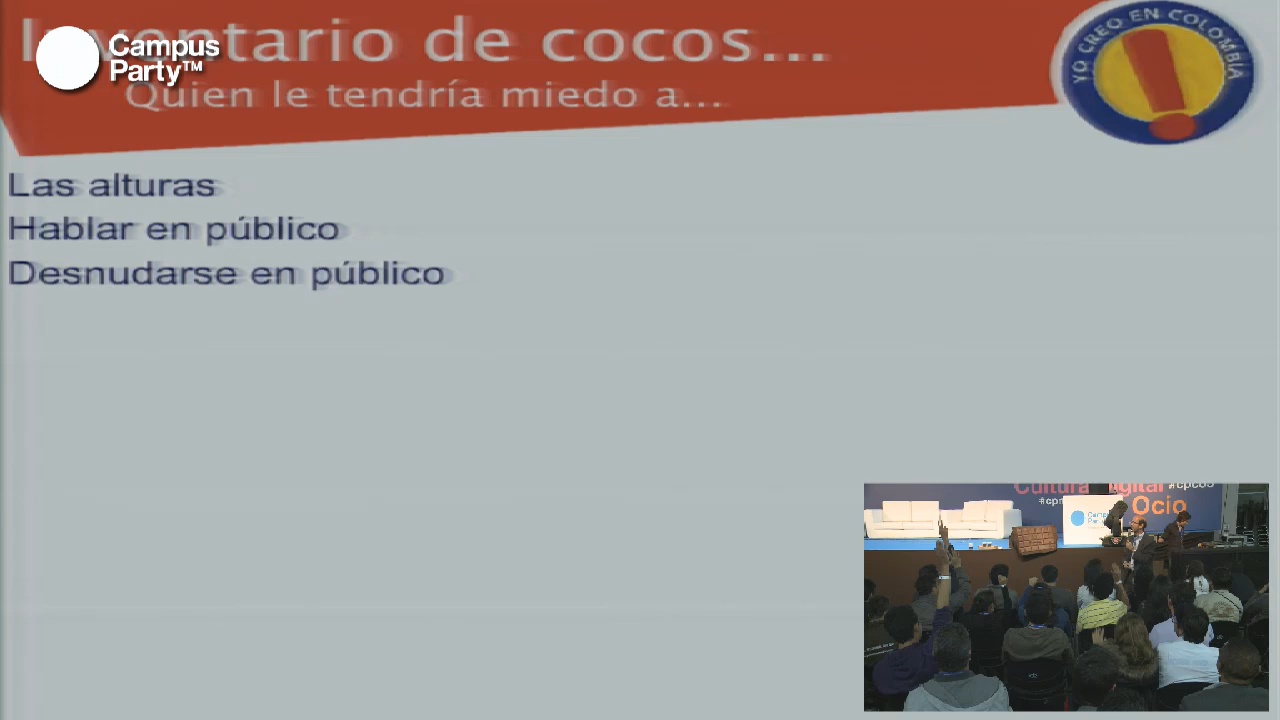 Inventario de cocos...
Quien le tendría miedo a...
Campus
Party™
YO CREO EN COLOMBIA
Las alturas
Hablar en público
Desnudarse en público
Cultura Digital
Ocio